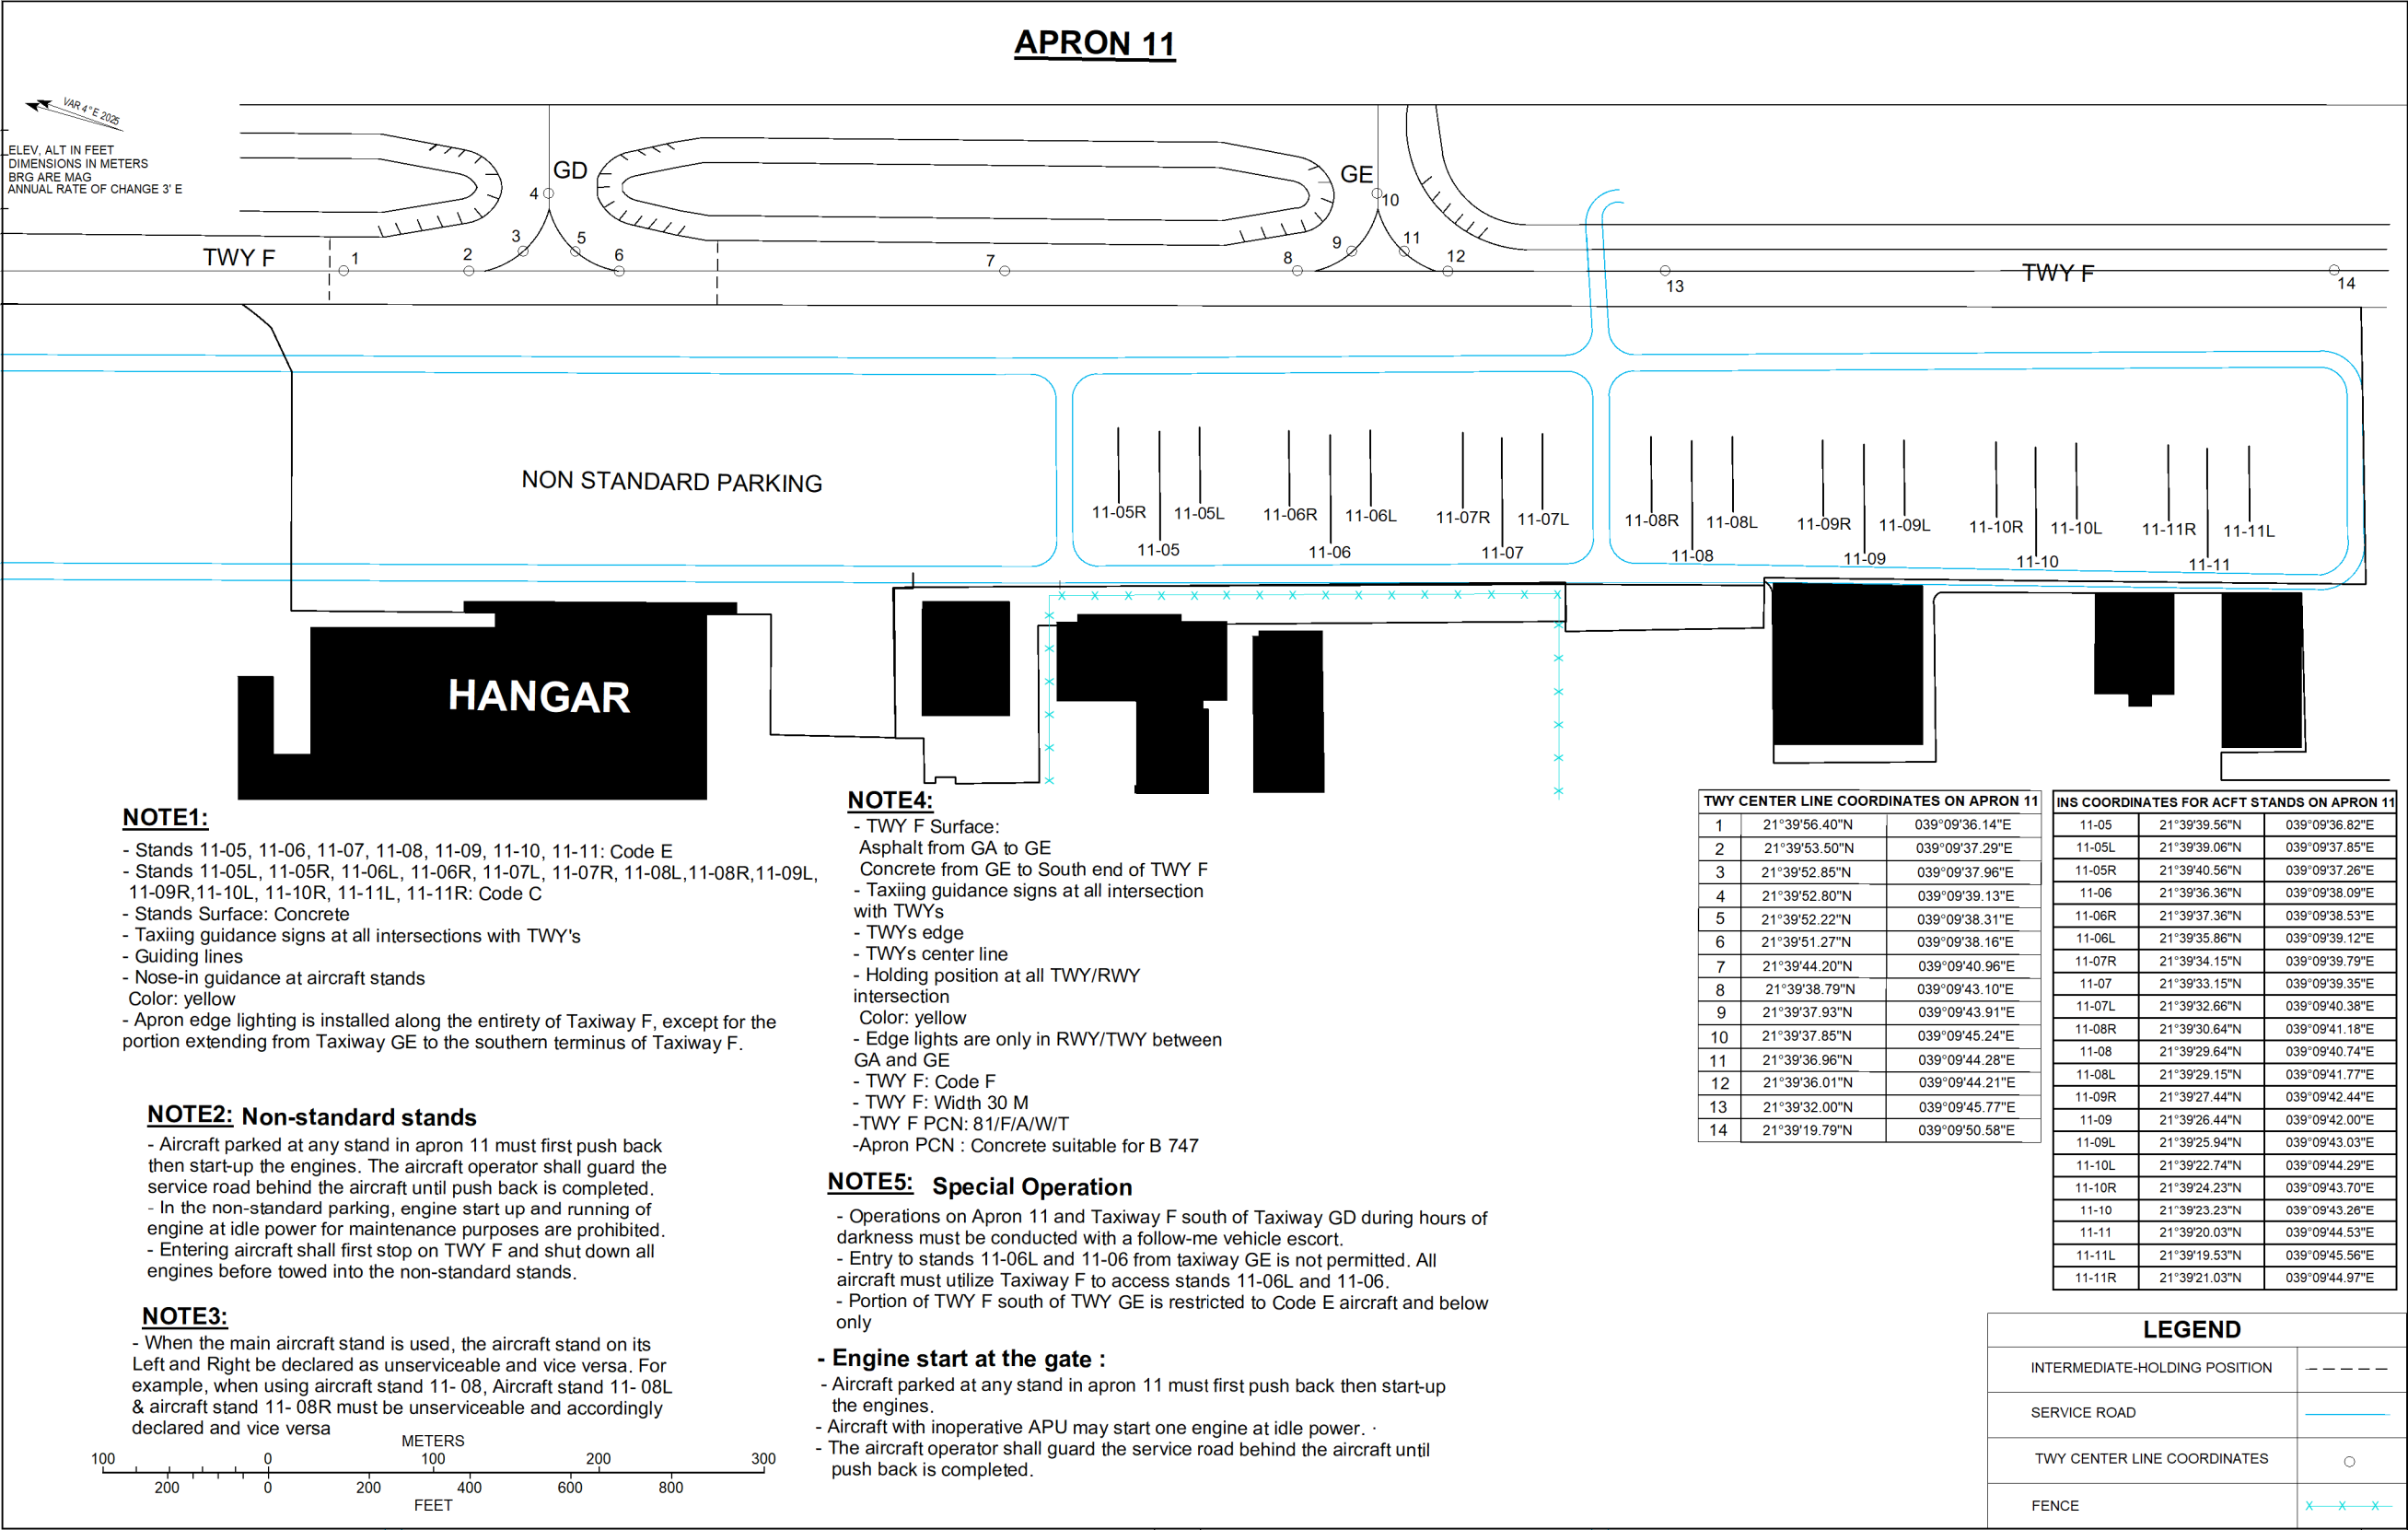 APRON 11
VAR 4°E 2025
ELEV, ALT IN FEET
DIMENSIONS IN METERS
BRG ARE MAG
ANNUAL RATE OF CHANGE 3' E
GD
GE
4
10
3
5
9
11
TWY F
1
2
6
7
8
12
13
TWY F
14
NON STANDARD PARKING
11-05R
11-05L
11-06R
11-06L
11-07R
11-07L
11-08R
11-08L
11-09R
11-09L
11-10R
11-10L
11-11R
11-11L
11-05
11-06
11-07
11-08
11-09
11-10
11-11
HANGAR
NOTE1:
- Stands 11-05, 11-06, 11-07, 11-08, 11-09, 11-10, 11-11: Code E
- Stands 11-05L, 11-05R, 11-06L, 11-06R, 11-07L, 11-07R, 11-08L,11-08R,11-09L,
11-09R,11-10L, 11-10R, 11-11L, 11-11R: Code C
- Stands Surface: Concrete
- Taxiing guidance signs at all intersections with TWY's
- Guiding lines
- Nose-in guidance at aircraft stands
Color: yellow
- Apron edge lighting is installed along the entirety of Taxiway F, except for the
portion extending from Taxiway GE to the southern terminus of Taxiway F.
NOTE2: Non-standard stands
- Aircraft parked at any stand in apron 11 must first push back
then start-up the engines. The aircraft operator shall guard the
service road behind the aircraft until push back is completed.
- In the non-standard parking, engine start up and running of
engine at idle power for maintenance purposes are prohibited.
- Entering aircraft shall first stop on TWY F and shut down all
engines before towed into the non-standard stands.
NOTE3:
- When the main aircraft stand is used, the aircraft stand on its
Left and Right be declared as unserviceable and vice versa. For
example, when using aircraft stand 11- 08, Aircraft stand 11- 08L
& aircraft stand 11- 08R must be unserviceable and accordingly
declared and vice versa
METERS
100 0 100 200 300
200 0 200 400 600 800
FEET
NOTE4:
- TWY F Surface:
Asphalt from GA to GE
Concrete from GE to South end of TWY F
- Taxiing guidance signs at all intersection
with TWYs
- TWYs edge
- TWYs center line
- Holding position at all TWY/RWY
intersection
Color: yellow
- Edge lights are only in RWY/TWY between
GA and GE
- TWY F: Code F
- TWY F: Width 30 M
-TWY F PCN: 81/F/A/W/T
-Apron PCN : Concrete suitable for B 747
NOTE5: Special Operation
- Operations on Apron 11 and Taxiway F south of Taxiway GD during hours of
darkness must be conducted with a follow-me vehicle escort.
- Entry to stands 11-06L and 11-06 from taxiway GE is not permitted. All
aircraft must utilize Taxiway F to access stands 11-06L and 11-06.
- Portion of TWY F south of TWY GE is restricted to Code E aircraft and below
only
- Engine start at the gate :
- Aircraft parked at any stand in apron 11 must first push back then start-up
the engines.
- Aircraft with inoperative APU may start one engine at idle power. ·
- The aircraft operator shall guard the service road behind the aircraft until
push back is completed.
TWY CENTER LINE COORDINATES ON APRON 11
1 21°39'56.40"N 039°09'36.14"E
2 21°39'53.50"N 039°09'37.29"E
3 21°39'52.85"N 039°09'37.96"E
4 21°39'52.80"N 039°09'39.13"E
5 21°39'52.22"N 039°09'38.31"E
6 21°39'51.27"N 039°09'38.16"E
7 21°39'44.20"N 039°09'40.96"E
8 21°39'38.79"N 039°09'43.10"E
9 21°39'37.93"N 039°09'43.91"E
10 21°39'37.85"N 039°09'45.24"E
11 21°39'36.96"N 039°09'44.28"E
12 21°39'36.01"N 039°09'44.21"E
13 21°39'32.00"N 039°09'45.77"E
14 21°39'19.79"N 039°09'50.58"E
INS COORDINATES FOR ACFT STANDS ON APRON 11
11-05 21°39'39.56"N 039°09'36.82"E
11-05L 21°39'39.06"N 039°09'37.85"E
11-05R 21°39'40.56"N 039°09'37.26"E
11-06 21°39'36.36"N 039°09'38.09"E
11-06R 21°39'37.36"N 039°09'38.53"E
11-06L 21°39'35.86"N 039°09'39.12"E
11-07R 21°39'34.15"N 039°09'39.79"E
11-07 21°39'33.15"N 039°09'39.35"E
11-07L 21°39'32.66"N 039°09'40.38"E
11-08R 21°39'30.64"N 039°09'41.18"E
11-08 21°39'29.64"N 039°09'40.74"E
11-08L 21°39'29.15"N 039°09'41.77"E
11-09R 21°39'27.44"N 039°09'42.44"E
11-09 21°39'26.44"N 039°09'42.00"E
11-09L 21°39'25.94"N 039°09'43.03"E
11-10L 21°39'22.74"N 039°09'44.29"E
11-10R 21°39'24.23"N 039°09'43.70"E
11-10 21°39'23.23"N 039°09'43.26"E
11-11 21°39'20.03"N 039°09'44.53"E
11-11L 21°39'19.53"N 039°09'45.56"E
11-11R 21°39'21.03"N 039°09'44.97"E
LEGEND
INTERMEDIATE-HOLDING POSITION
SERVICE ROAD
TWY CENTER LINE COORDINATES
FENCE